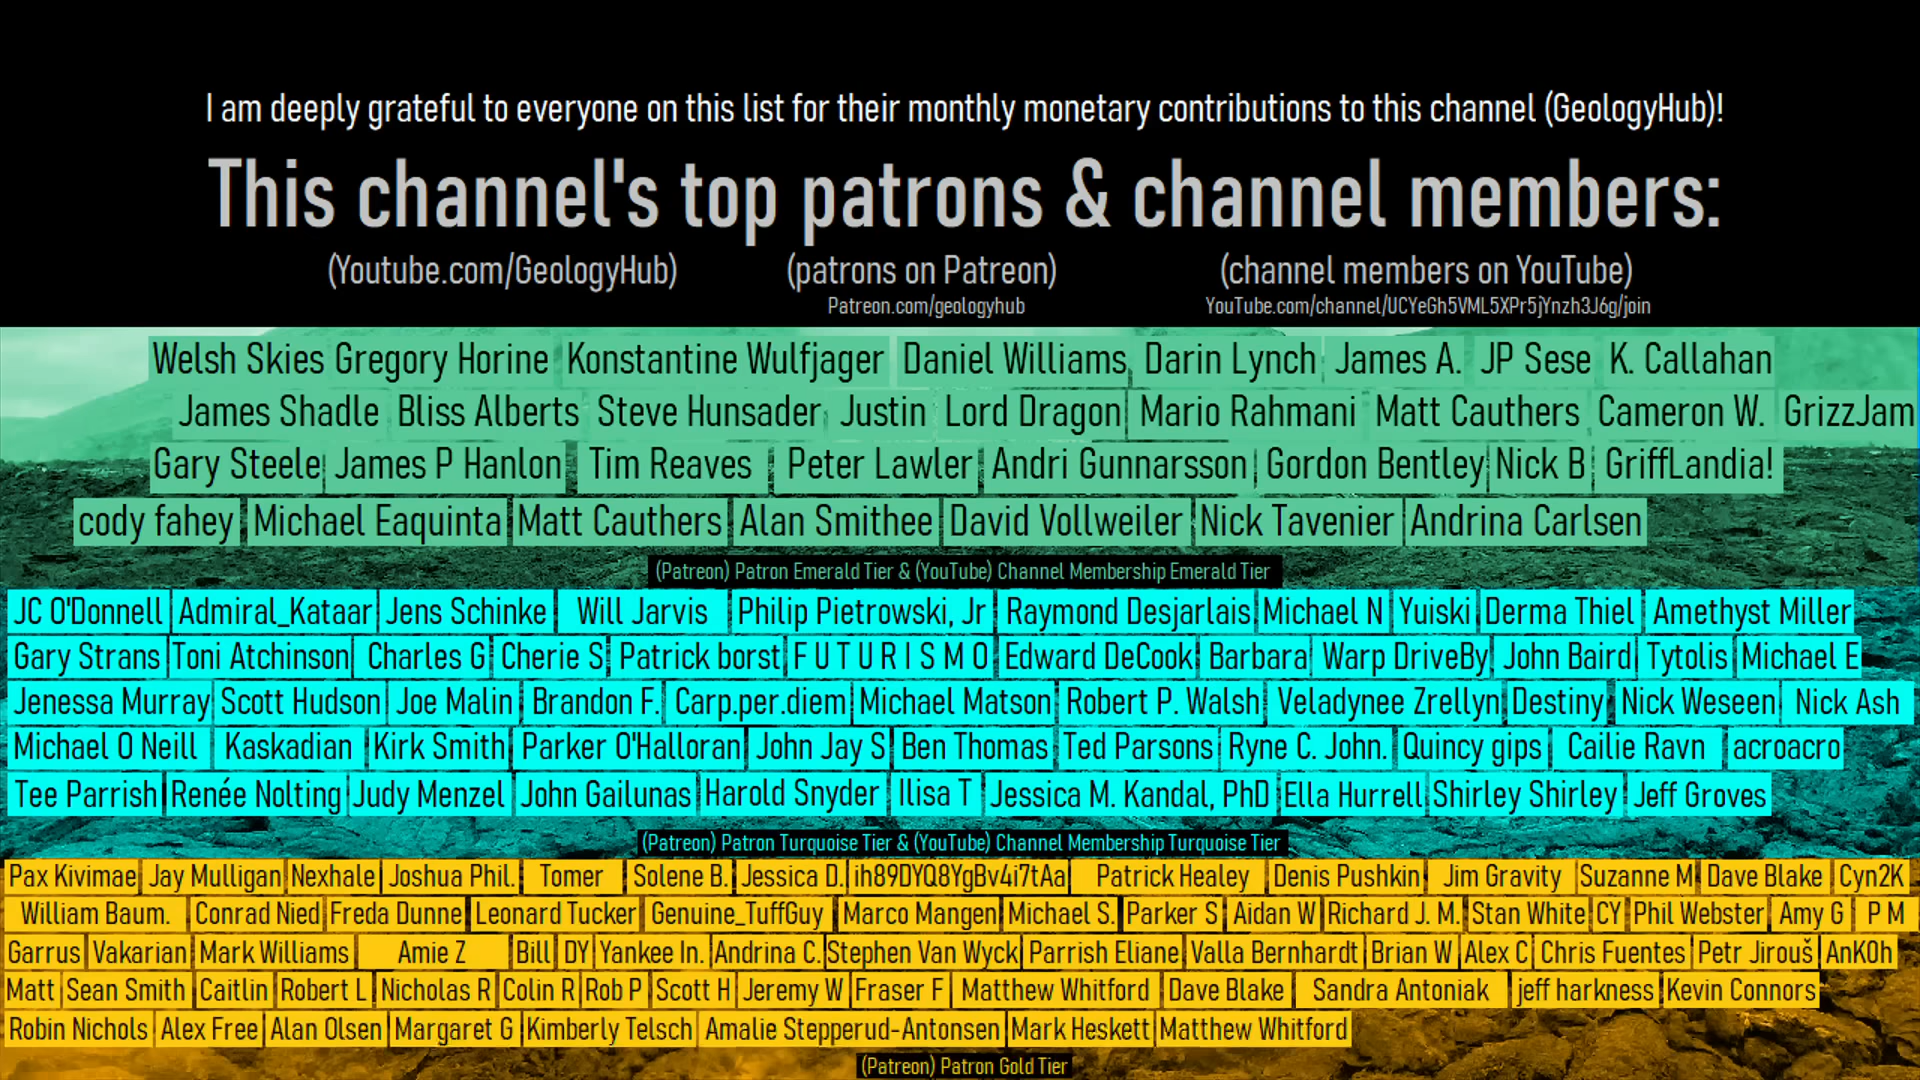 I am deeply grateful to everyone on this list for their monthly monetary contributions to this channel (GeologyHub)!
This channel's top patrons & channel members:
(Youtube.com/GeologyHub) (patrons on Patreon) (channel members on YouTube)
Patreon.com/geologyhub YouTube.com/channel/UCYeGh5VML5XPr5jYnzh3J6g/join
Welsh Skies Gregory Horine Konstantine Wulfjager Daniel Williams Darin Lynch James A. JP Sese K. Callahan
James Shadle Bliss Alberts Steve Hunsader Justin Lord Dragon Mario Rahmani Matt Cauthers Cameron W. GrizzJam
Gary Steele James P Hanlon Tim Reaves Peter Lawler Andri Gunnarsson Gordon Bentley Nick B GriffLandia!
cody fahey Michael Eaquinta Matt Cauthers Alan Smithee David Vollweiler Nick Tavenier Andrina Carlsen
(Patreon) Patron Emerald Tier & (YouTube) Channel Membership Emerald Tier
JC O'Donnell Admiral_Kataar Jens Schinke Will Jarvis Philip Pietrowski, Jr Raymond Desjarlais Michael N Yuiski Derma Thiel Amethyst Miller
Gary Strans Toni Atchinson Charles G Cherie S Patrick borst F U T U R I S M O Edward DeCook Barbara Warp DriveBy John Baird Tytolis Michael E
Jenessa Murray Scott Hudson Joe Malin Brandon F. Carp.per.diem Michael Matson Robert P. Walsh Veladynee Zrellyn Destiny Nick Weseen Nick Ash
Michael O Neill Kaskadian Kirk Smith Parker O'Halloran John Jay S Ben Thomas Ted Parsons Ryne C. John. Quincy gips Cailie Ravn acroacro
Tee Parrish Renée Nolting Judy Menzel John Gailunas Harold Snyder Ilisa T Jessica M. Kandal, PhD Ella Hurrell Shirley Shirley Jeff Groves
(Patreon) Patron Turquoise Tier & (YouTube) Channel Membership Turquoise Tier
Pax Kivimae Jay Mulligan Nexhale Joshua Phil. Tomer Solene B. Jessica D. ih89DYQ8YgBv4i7tAa Patrick Healey Denis Pushkin Jim Gravity Suzanne M Dave Blake Cyn2K
William Baum. Conrad Nied Freda Dunne Leonard Tucker Genuine_TuffGuy Marco Mangen Michael S. Parker S Aidan W Richard J. M. Stan White CY Phil Webster Amy G P M
Garrus Vakarian Mark Williams Amie Z Bill DY Yankee In. Andrina C. Stephen Van Wyck Parrish Eliane Valla Bernhardt Brian W Alex C Chris Fuentes Petr Jirouš AnK0h
Matt Sean Smith Caitlin Robert L Nicholas R Colin R Rob P Scott H Jeremy W Fraser F Matthew Whitford Dave Blake Sandra Antoniak jeff harkness Kevin Connors
Robin Nichols Alex Free Alan Olsen Margaret G Kimberly Telsch Amalie Stepperud-Antonsen Mark Heskett Matthew Whitford
(Patreon) Patron Gold Tier